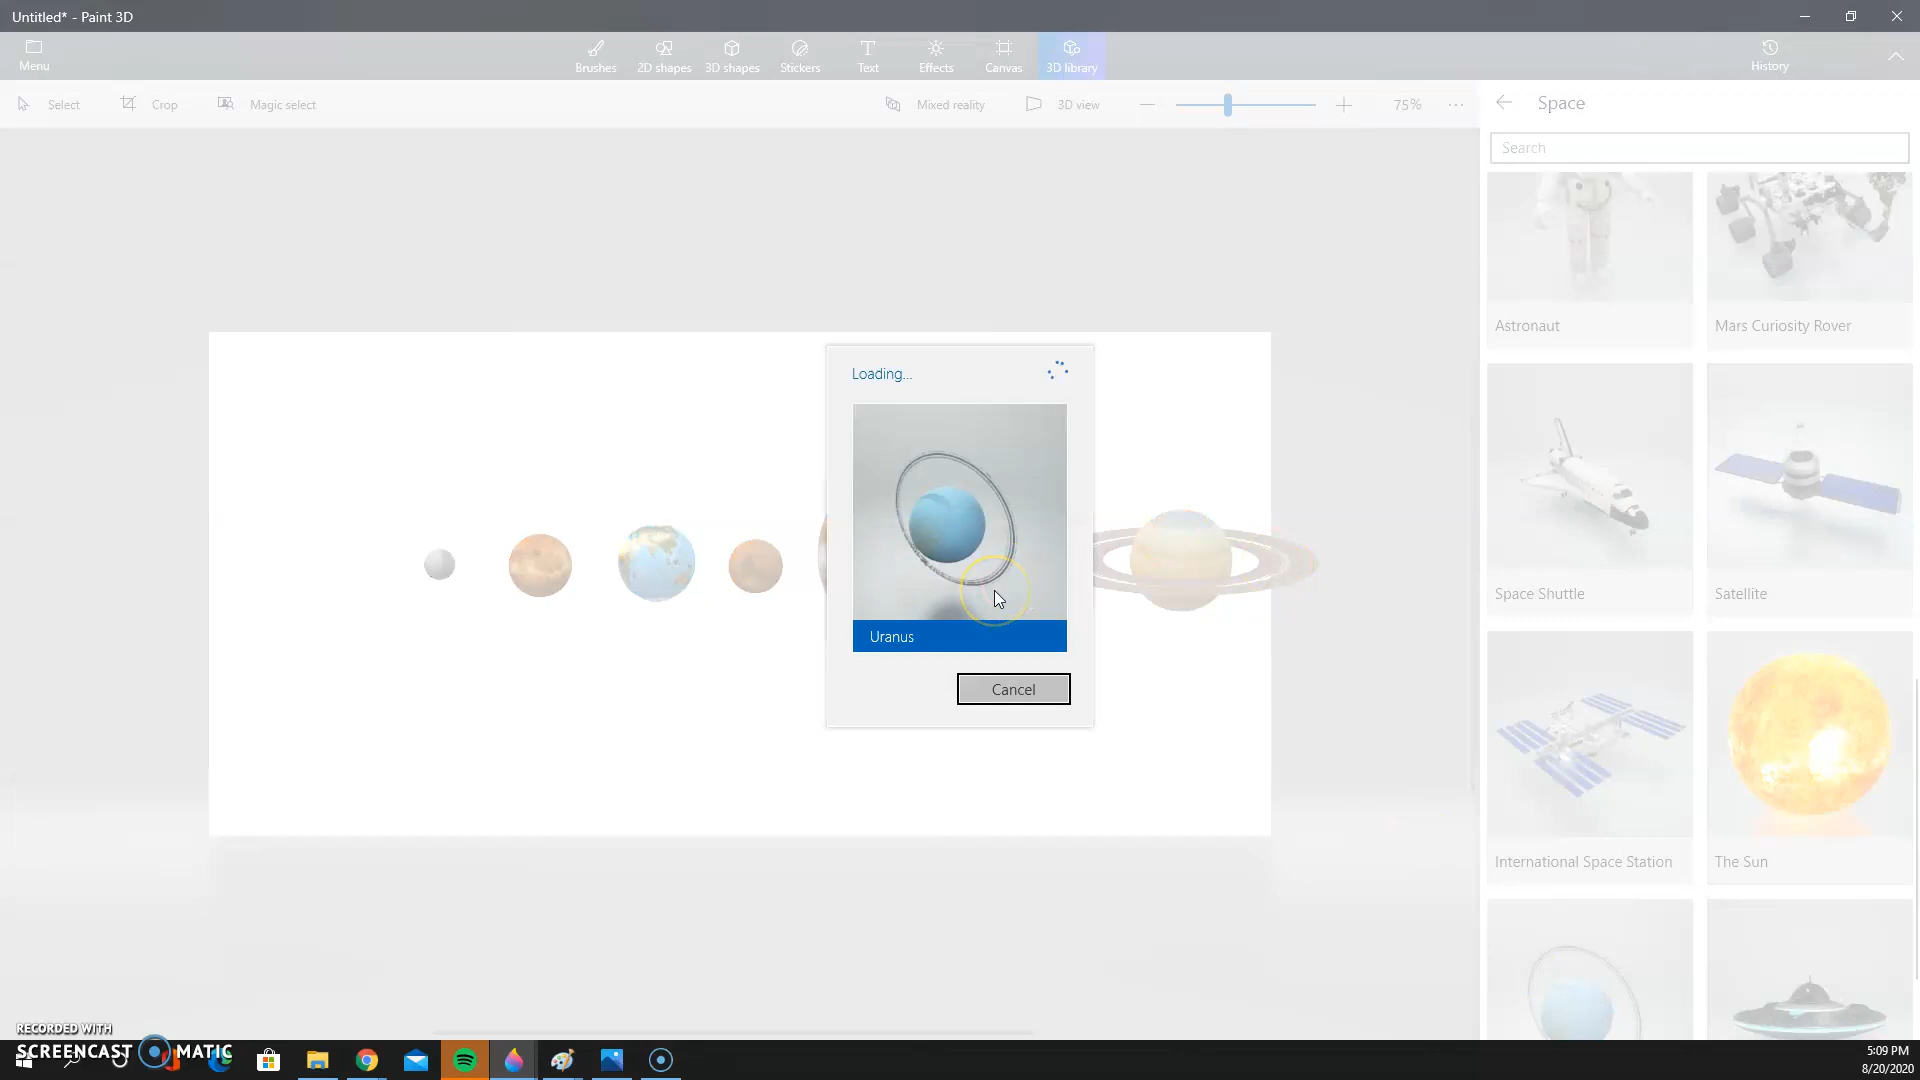 Untitled* - Paint 3D
Menu
Brushes
2D shapes
3D shapes
Stickers
Text
Effects
Canvas
3D library
History
Select
Crop
Magic select
Mixed reality
3D view
75%
Space
Search
Astronaut
Mars Curiosity Rover
Space Shuttle
Satellite
International Space Station
The Sun
Loading...
Uranus
Cancel
RECORDED WITH
SCREENCAST MATIC
5:09 PM
8/20/2020